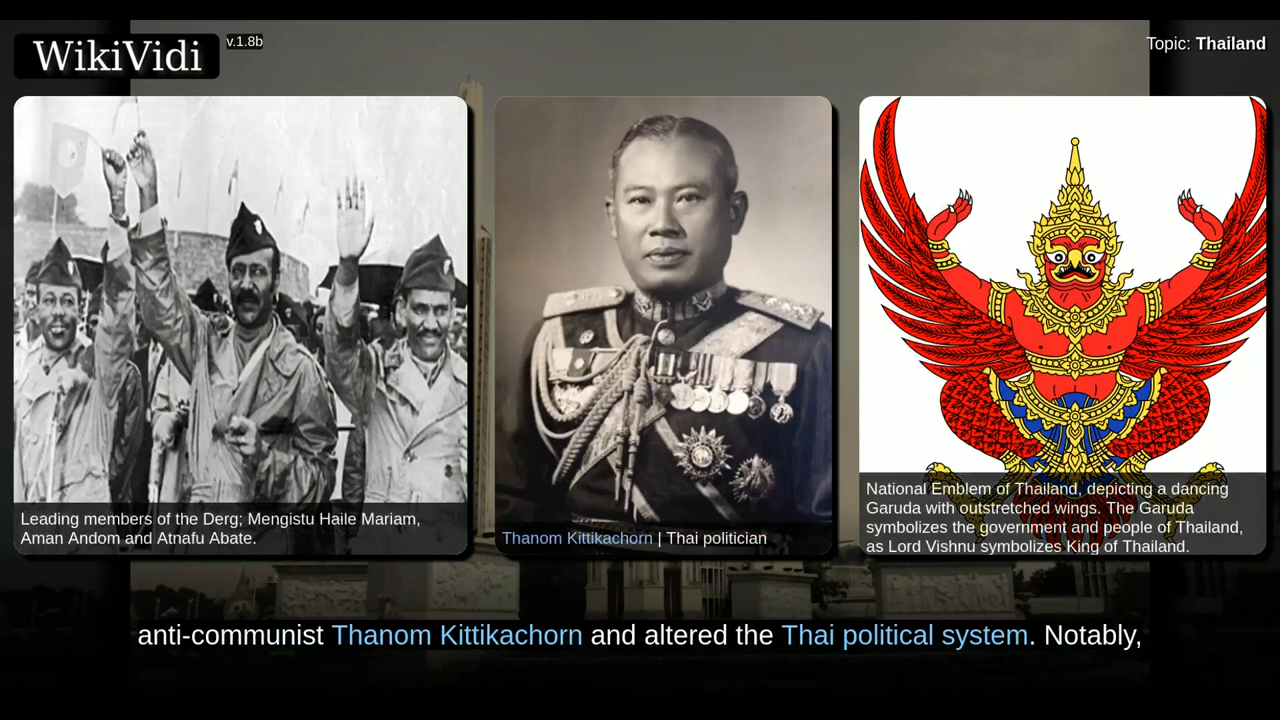 WikiVidi
v.1.8b
Topic: Thailand
Leading members of the Derg; Mengistu Haile Mariam,
Aman Andom and Atnafu Abate.
Thanom Kittikachorn | Thai politician
National Emblem of Thailand, depicting a dancing
Garuda with outstretched wings. The Garuda
symbolizes the government and people of Thailand,
as Lord Vishnu symbolizes King of Thailand.
anti-communist Thanom Kittikachorn and altered the Thai political system. Notably,